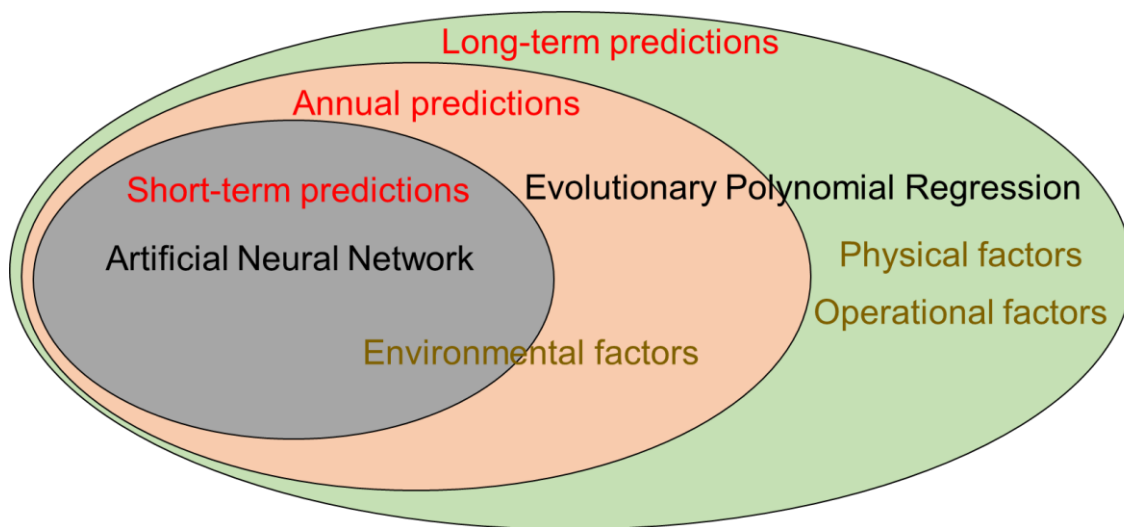 Long-term predictions
Annual predictions
Short-term predictions
Evolutionary Polynomial Regression
Artificial Neural Network
Physical factors
Operational factors
Environmental factors